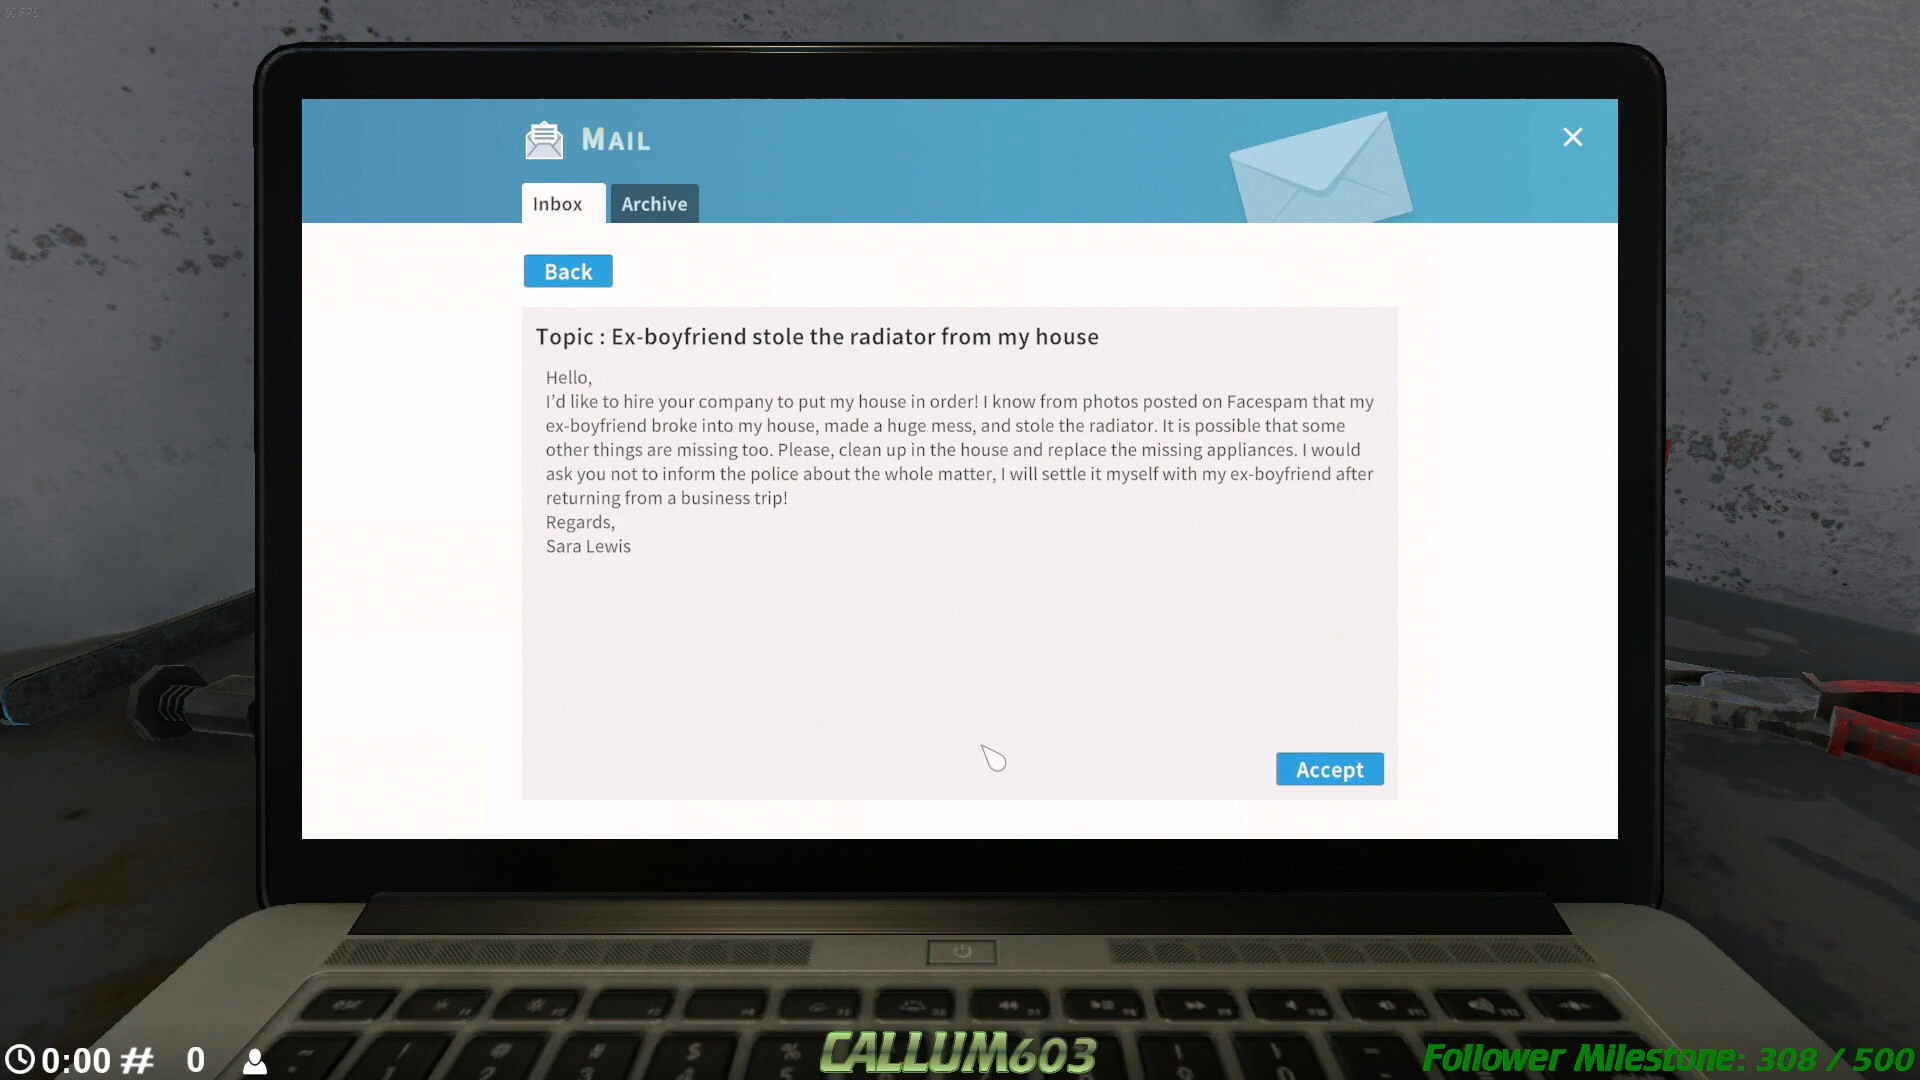 60 FPS
MAIL
Inbox
Archive
Back
Topic : Ex-boyfriend stole the radiator from my house
Hello,
I'd like to hire your company to put my house in order! I know from photos posted on Facespam that my
ex-boyfriend broke into my house, made a huge mess, and stole the radiator. It is possible that some
other things are missing too. Please, clean up in the house and replace the missing appliances. I would
ask you not to inform the police about the whole matter, I will settle it myself with my ex-boyfriend after
returning from a business trip!
Regards,
Sara Lewis
Accept
esc
0:00 # 0
CALLUM603
Follower Milestone: 308 / 500